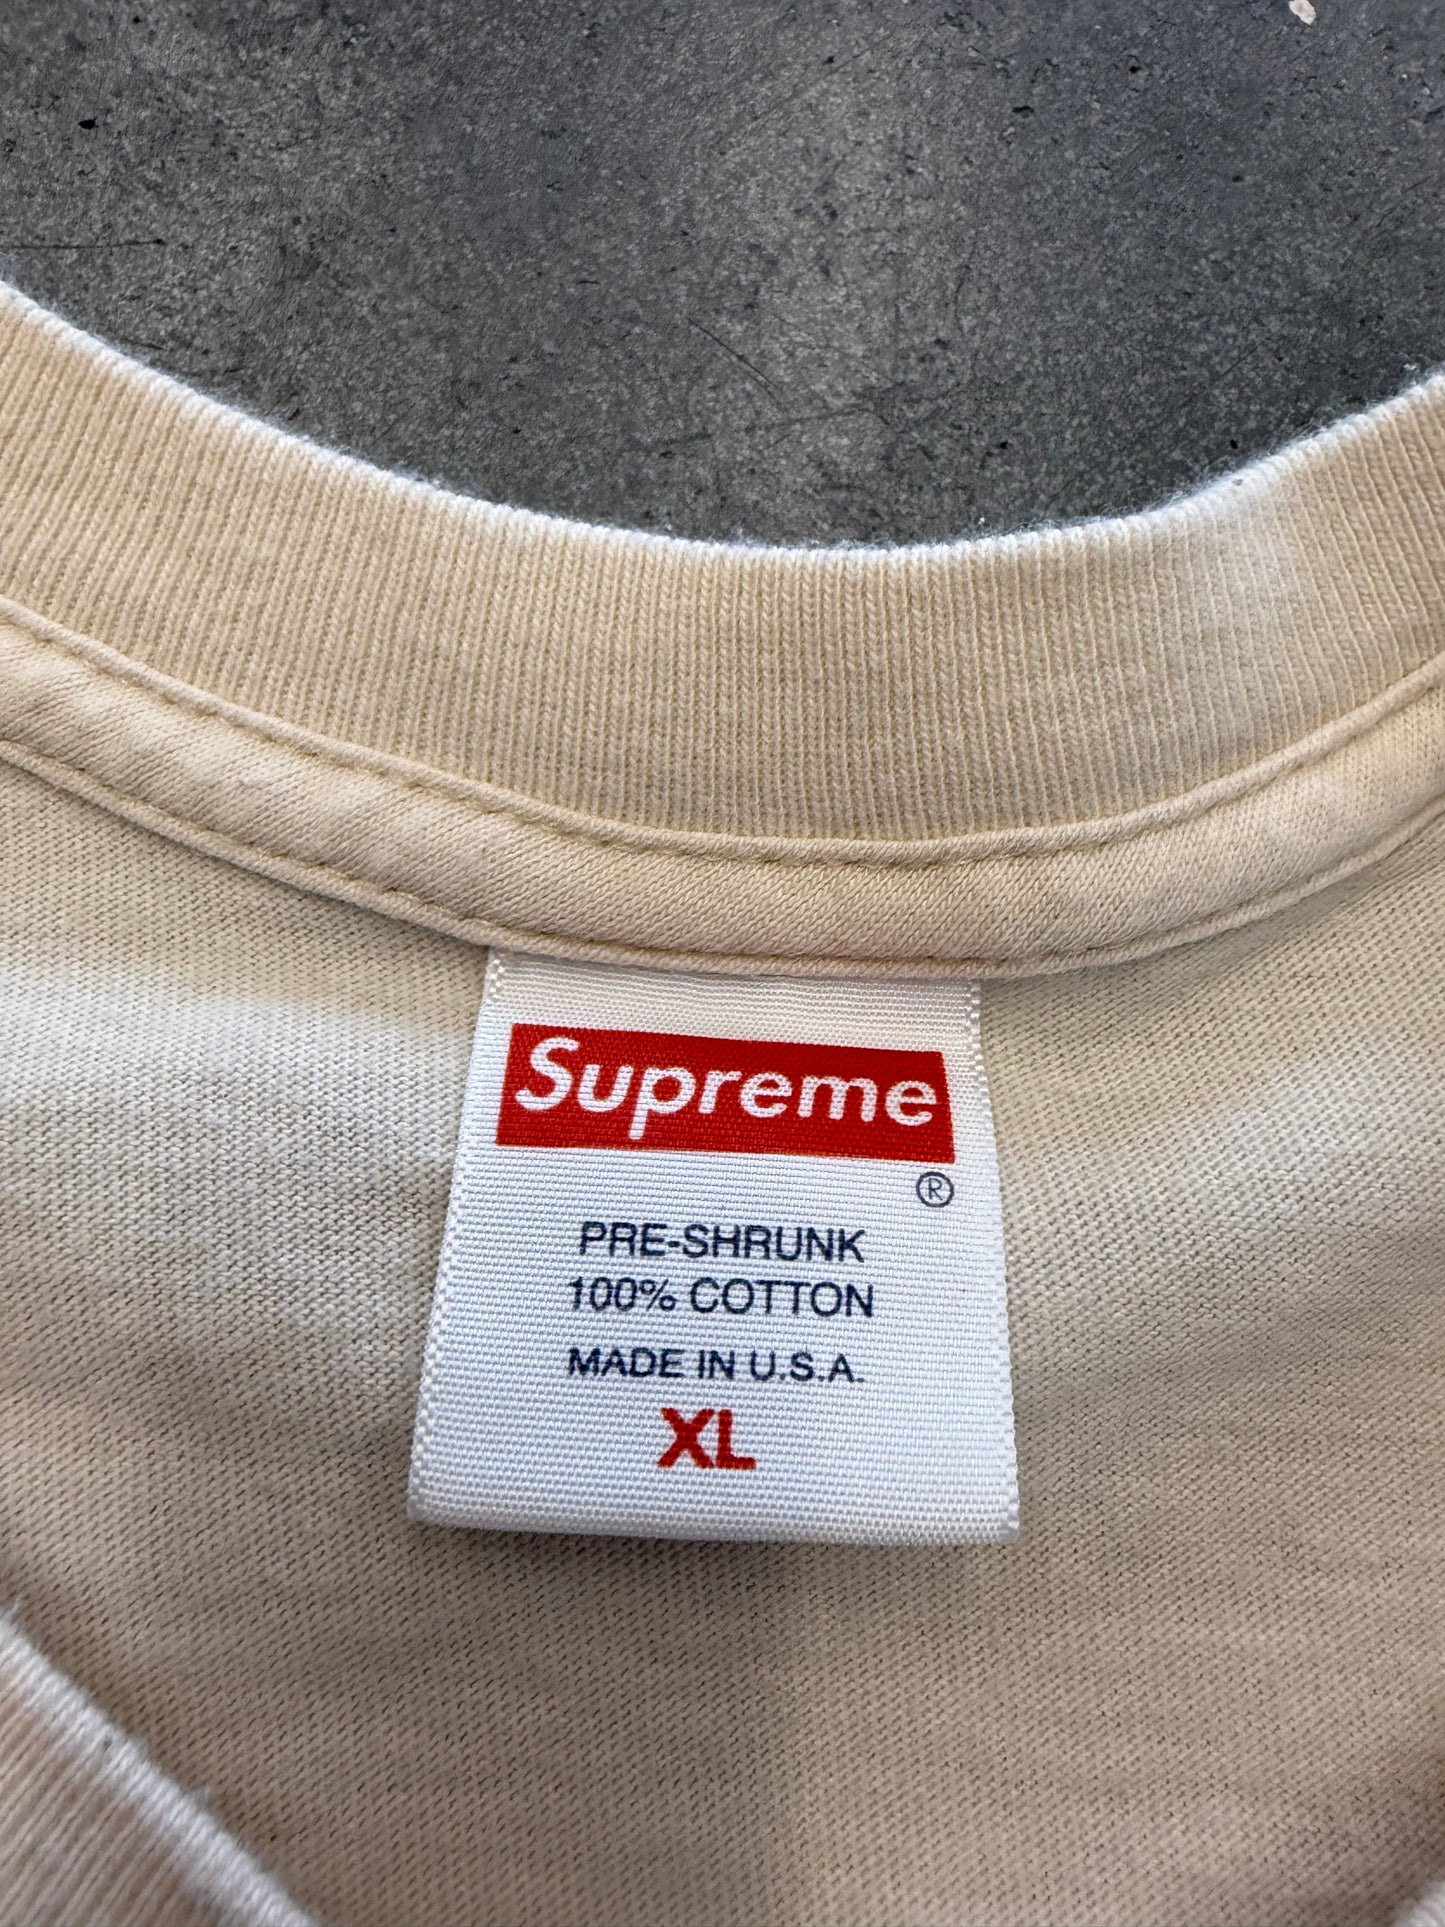 Supreme
®
PRE-SHRUNK
100% COTTON
MADE IN U.S.A.
XL